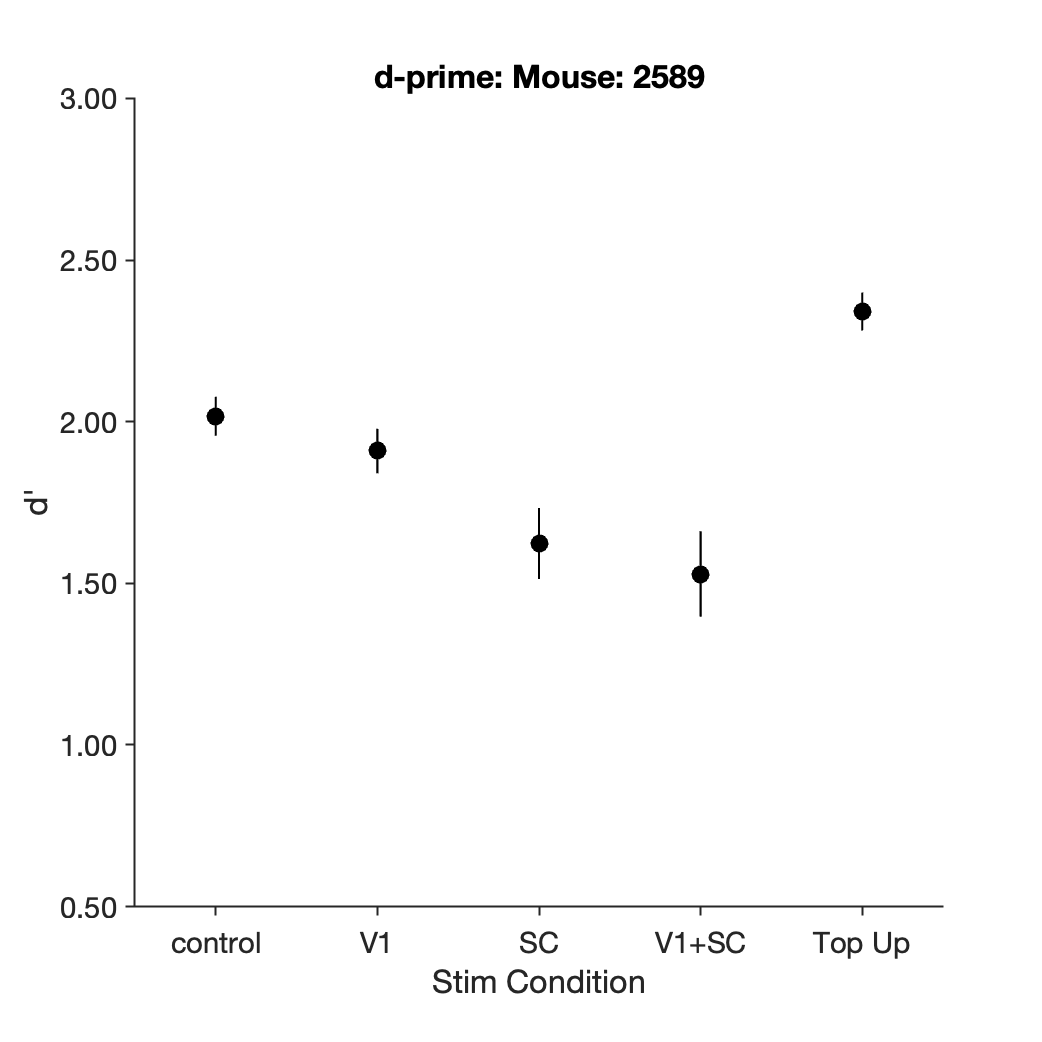 d-prime: Mouse: 2589
3.00
2.50
2.00
1.50
1.00
0.50
d'
control V1 SC V1+SC Top Up
Stim Condition